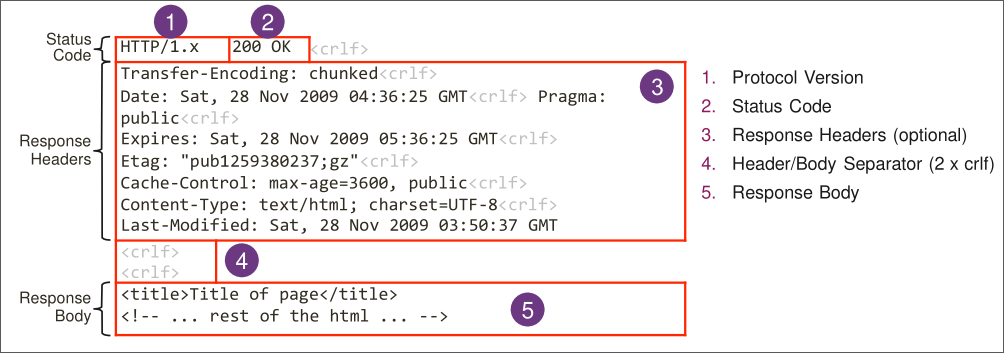 1
2
Status
Code
HTTP/1.x 200 OK <crlf>
Response
Headers
Transfer-Encoding: chunked<crlf>
Date: Sat, 28 Nov 2009 04:36:25 GMT<crlf> Pragma:
public<crlf>
Expires: Sat, 28 Nov 2009 05:36:25 GMT<crlf>
Etag: "pub1259380237;gz"<crlf>
Cache-Control: max-age=3600, public<crlf>
Content-Type: text/html; charset=UTF-8<crlf>
Last-Modified: Sat, 28 Nov 2009 03:50:37 GMT
3
<crlf>
<crlf>
4
Response
Body
<title>Title of page</title>
<!-- ... rest of the html ... -->
5
1. Protocol Version
2. Status Code
3. Response Headers (optional)
4. Header/Body Separator (2 x crlf)
5. Response Body